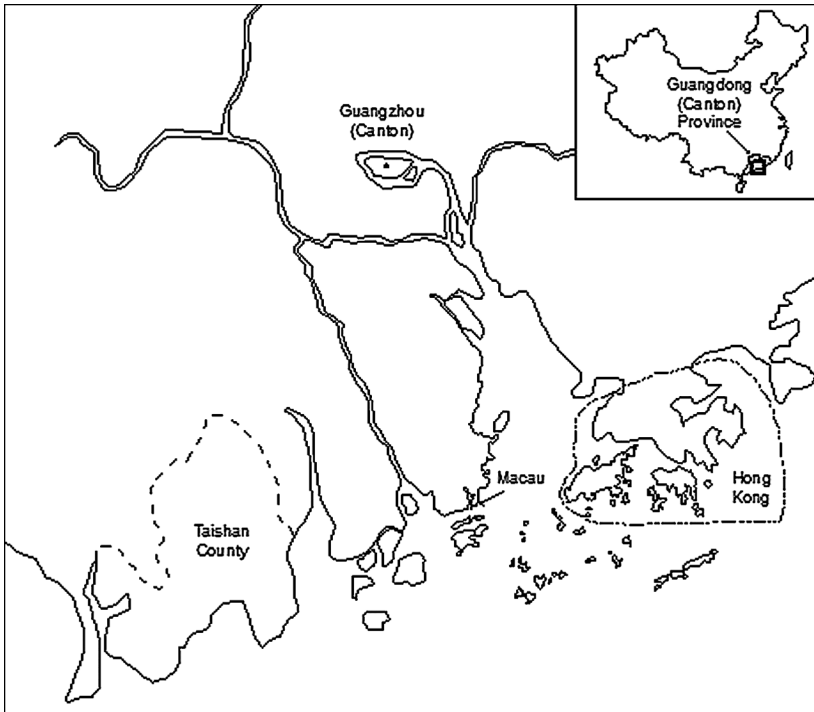 Guangdong
(Canton)
Province
Guangzhou
(Canton)
Macau
Hong
Kong
Taishan
County